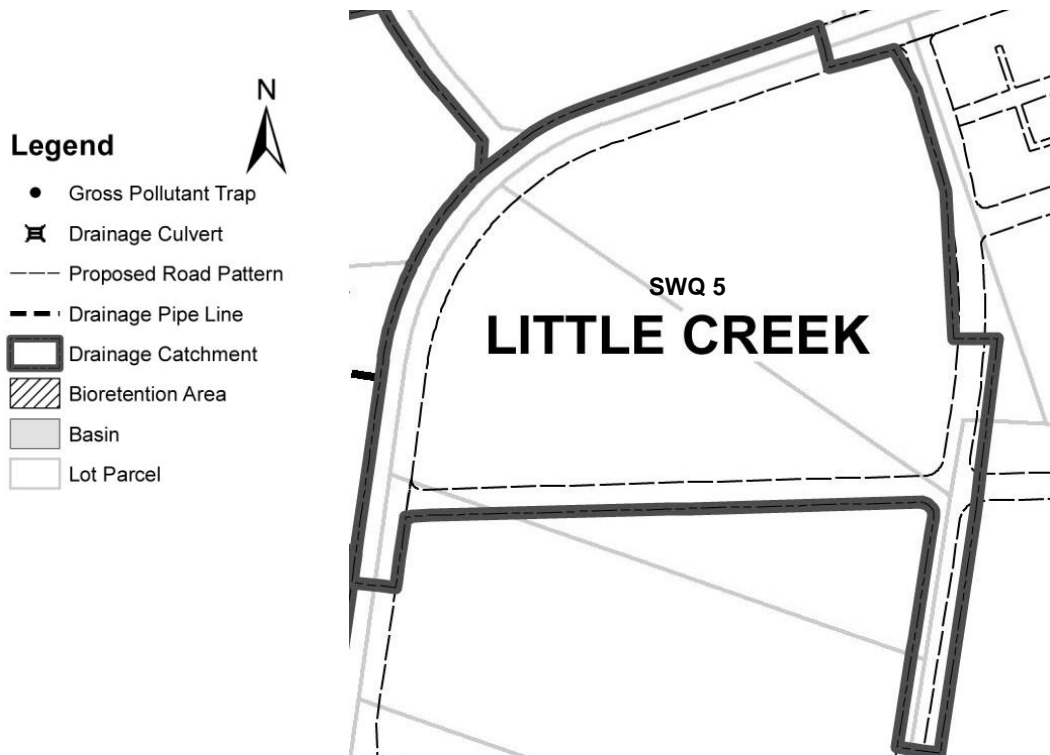 N
Legend
Gross Pollutant Trap
Drainage Culvert
Proposed Road Pattern
Drainage Pipe Line
Drainage Catchment
Bioretention Area
Basin
Lot Parcel
SWQ 5
LITTLE CREEK